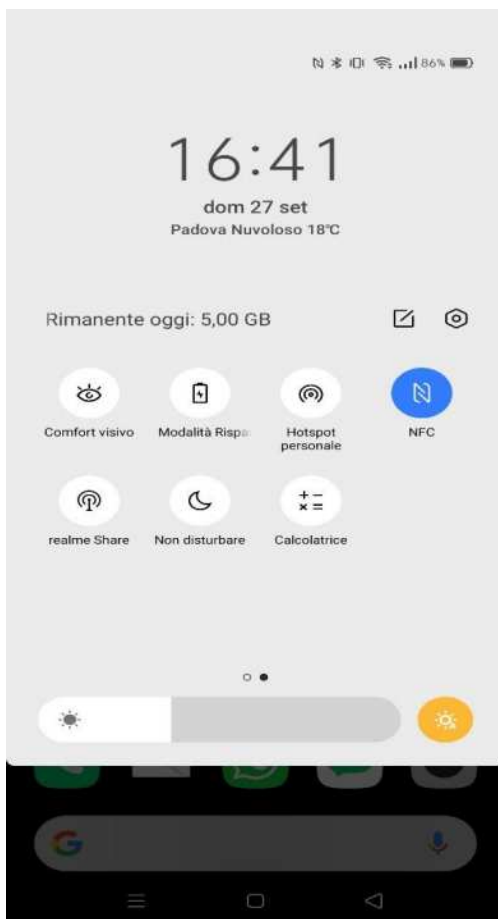 86%
16:41
dom 27 set
Padova Nuvoloso 18°C
Rimanente oggi: 5,00 GB
Comfort visivo Modalità Rispa Hotspot personale NFC
realme Share Non disturbare Calcolatrice